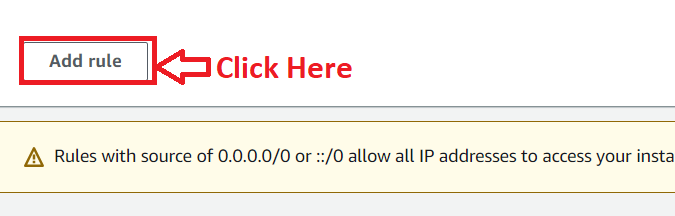 Add rule Click Here
Rules with source of 0.0.0.0/0 or ::/0 allow all IP addresses to access your insta